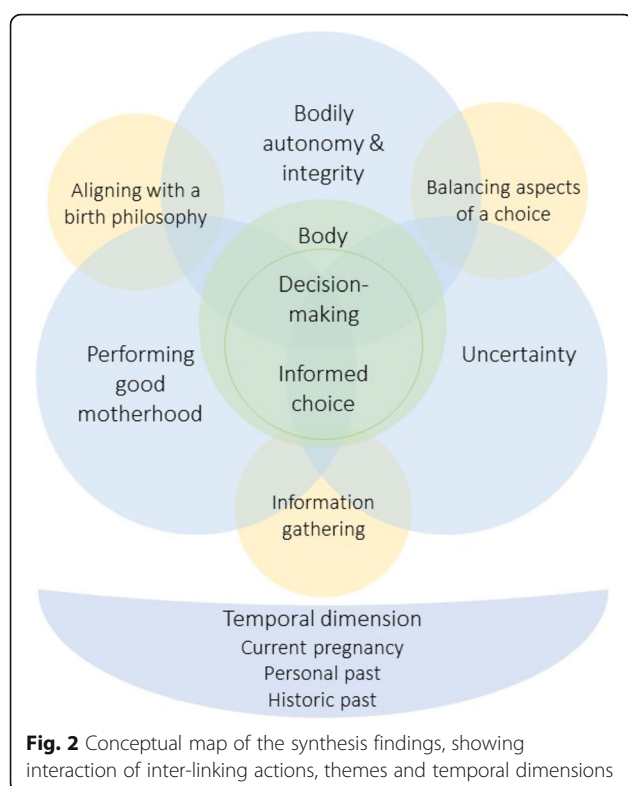 Bodily
autonomy &
integrity
Aligning with a
birth philosophy
Balancing aspects
of a choice
Body
Decision-
making
Informed
choice
Performing
good
motherhood
Uncertainty
Information
gathering
Temporal dimension
Current pregnancy
Personal past
Historic past
Fig. 2 Conceptual map of the synthesis findings, showing
interaction of inter-linking actions, themes and temporal dimensions